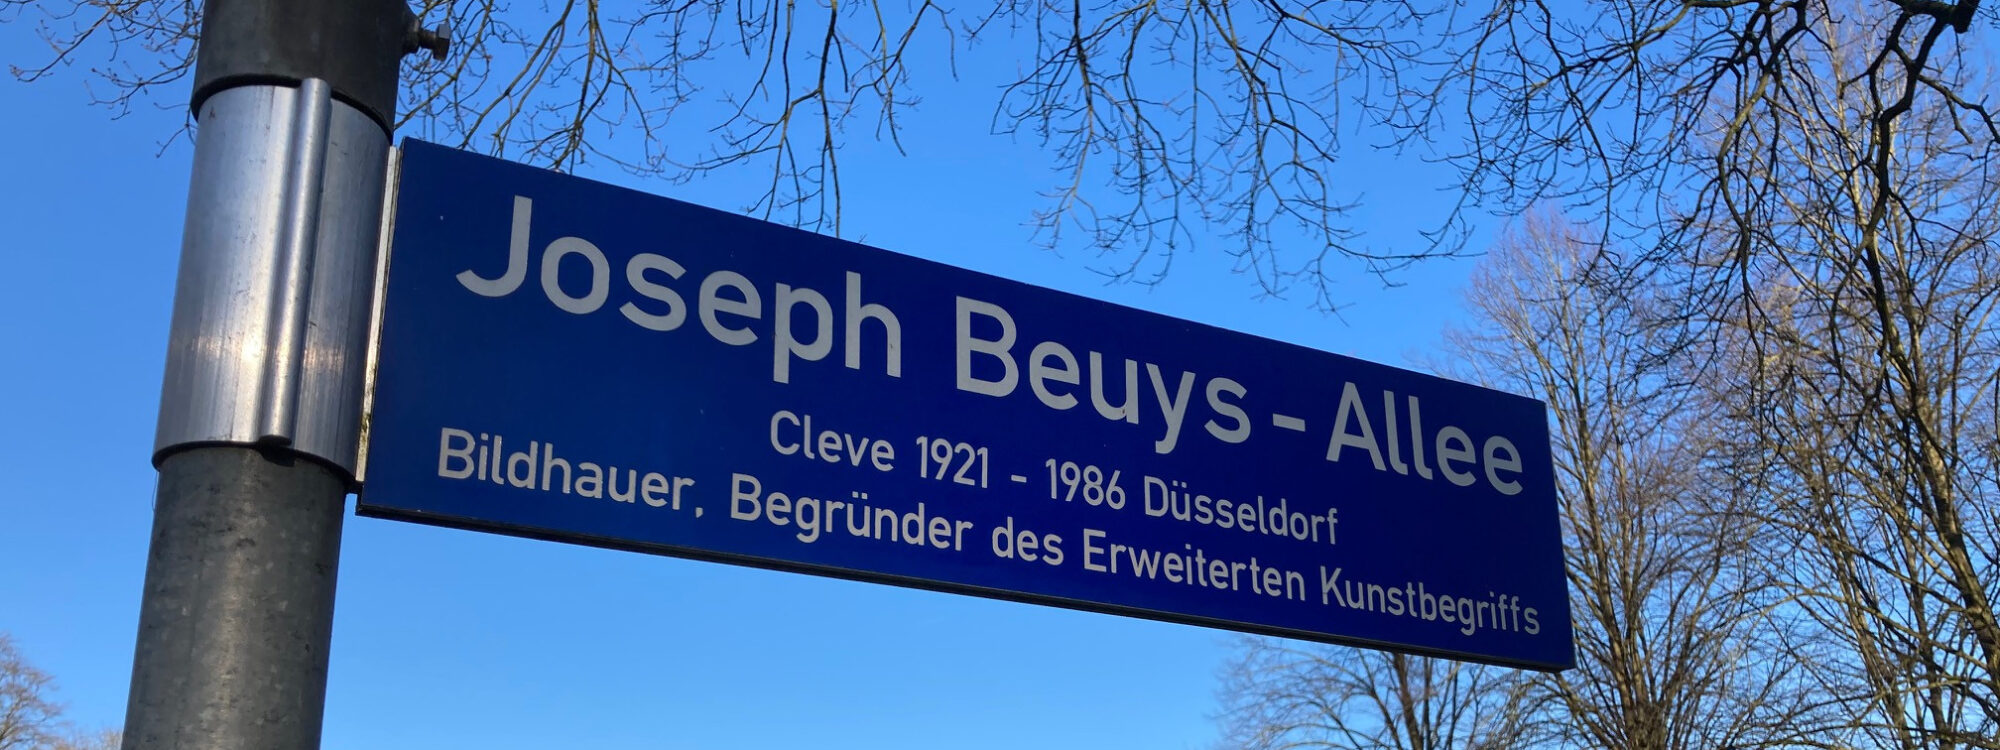 Joseph Beuys-Allee
Cleve 1921 - 1986 Düsseldorf
Bildhauer, Begründer des Erweiterten Kunstbegriffs